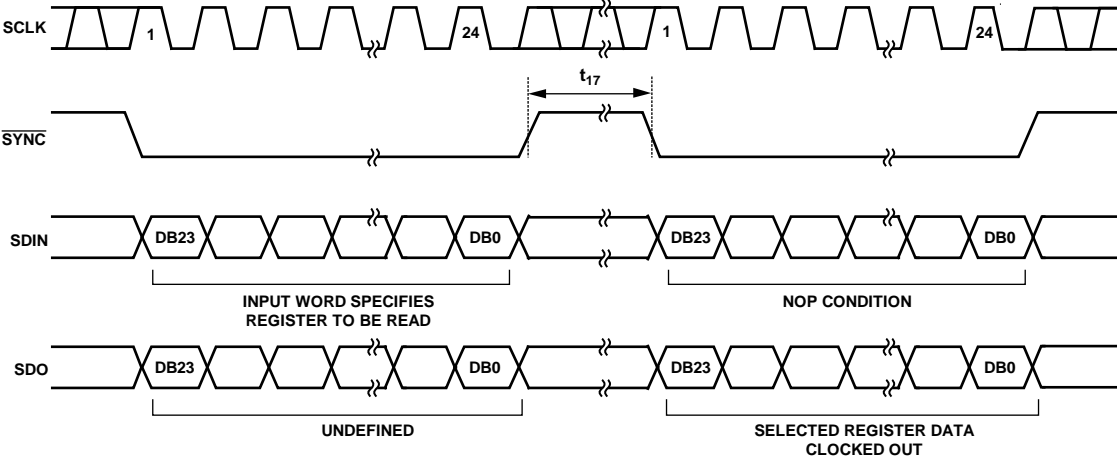 SCLK
1
24
1
24
t17
SYNC
SDIN
DB23
DB0
DB23
DB0
INPUT WORD SPECIFIES
REGISTER TO BE READ
NOP CONDITION
SDO
DB23
DB0
DB23
DB0
UNDEFINED
SELECTED REGISTER DATA
CLOCKED OUT